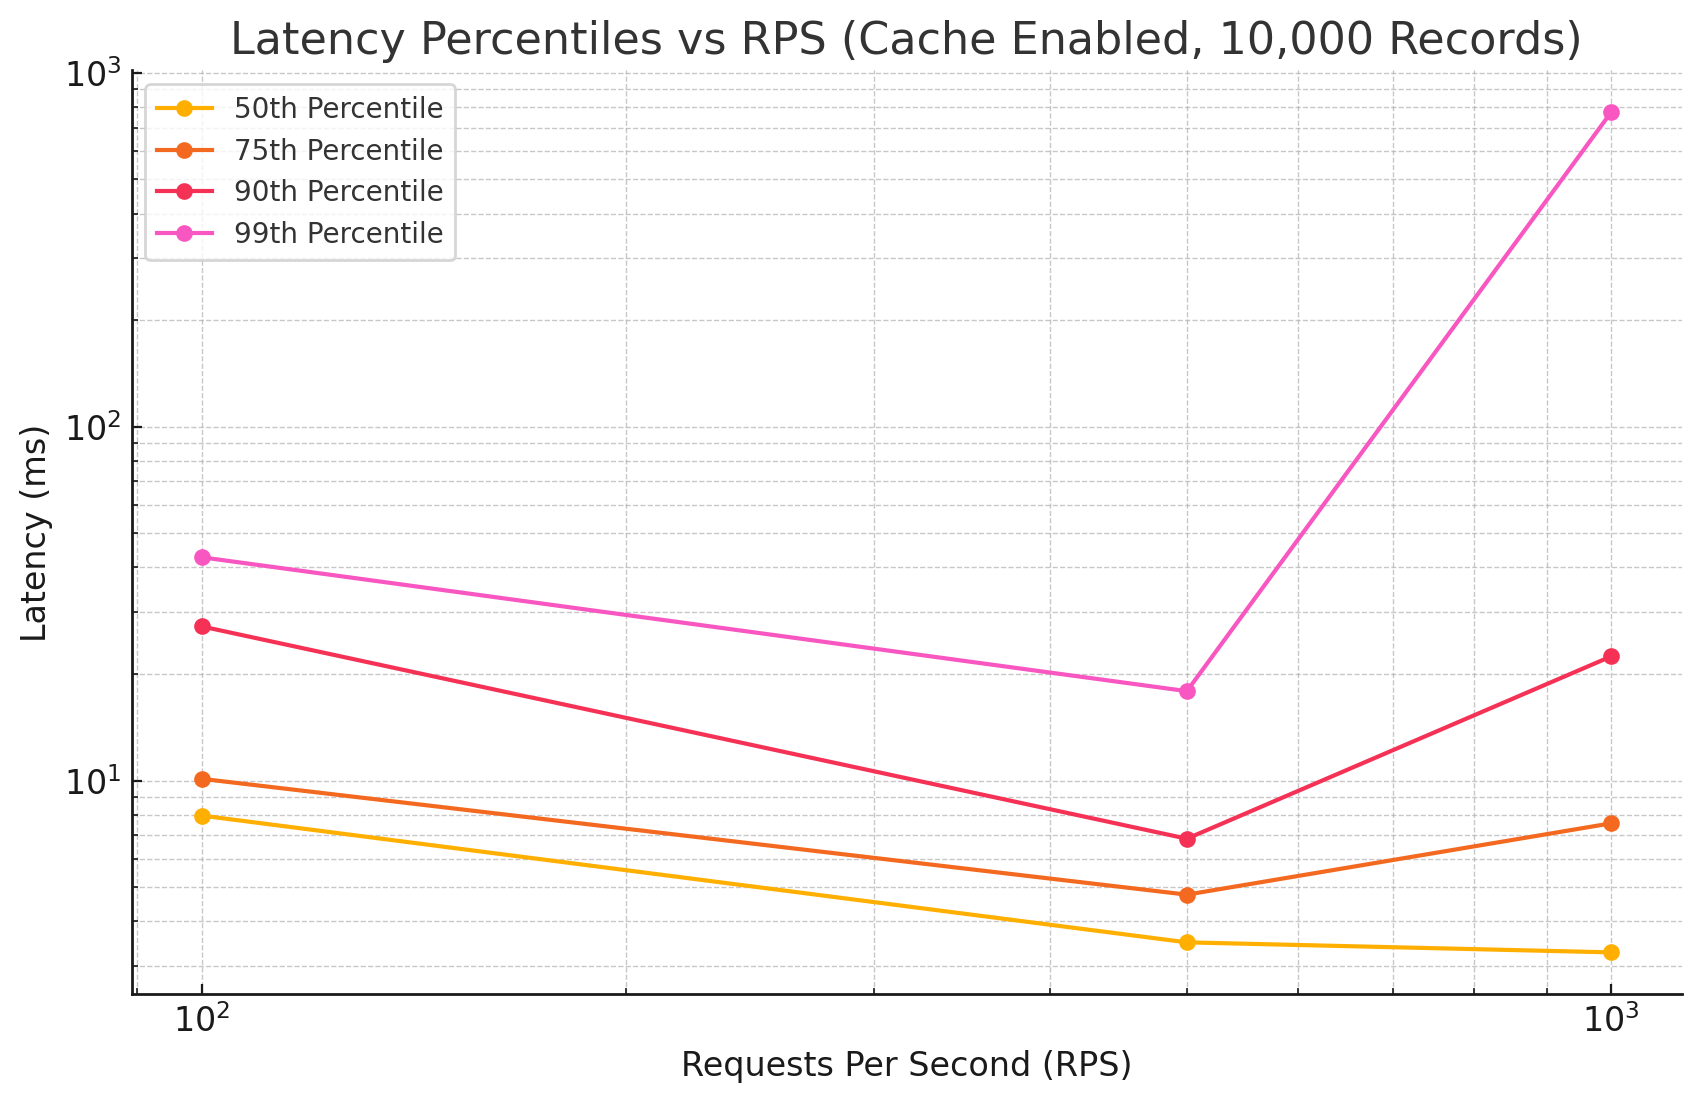 Latency Percentiles vs RPS (Cache Enabled, 10,000 Records)
10³
50th Percentile
75th Percentile
90th Percentile
99th Percentile
10²
Latency (ms)
10¹
10²
10³
Requests Per Second (RPS)